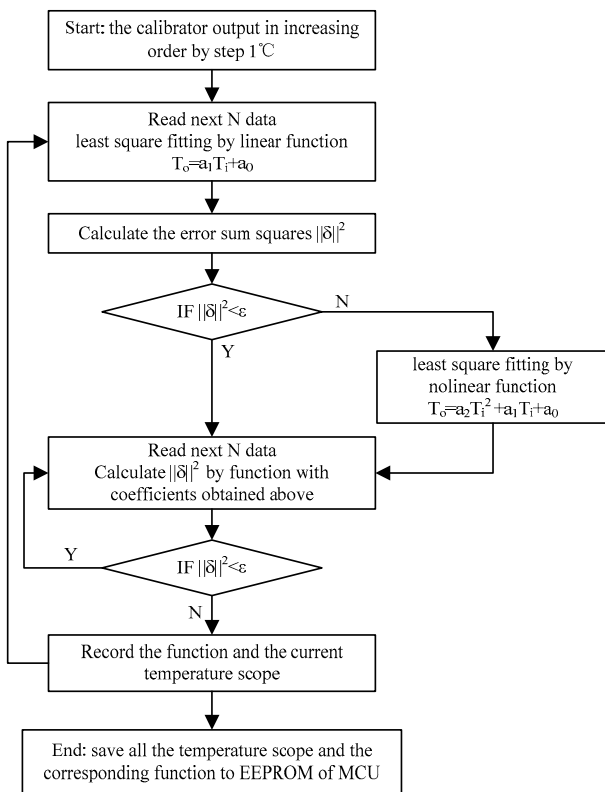 Start: the calibrator output in increasing
order by step 1℃
Read next N data
least square fitting by linear function
Tₒ=a₁Tᵢ+a₀
Calculate the error sum squares ||δ||²
IF ||δ||²<ε
N
Y
least square fitting by
nolinear function
Tₒ=a₂Tᵢ²+a₁Tᵢ+a₀
Read next N data
Calculate ||δ||² by function with
coefficients obtained above
Y
IF ||δ||²<ε
N
Record the function and the current
temperature scope
End: save all the temperature scope and the
corresponding function to EEPROM of MCU